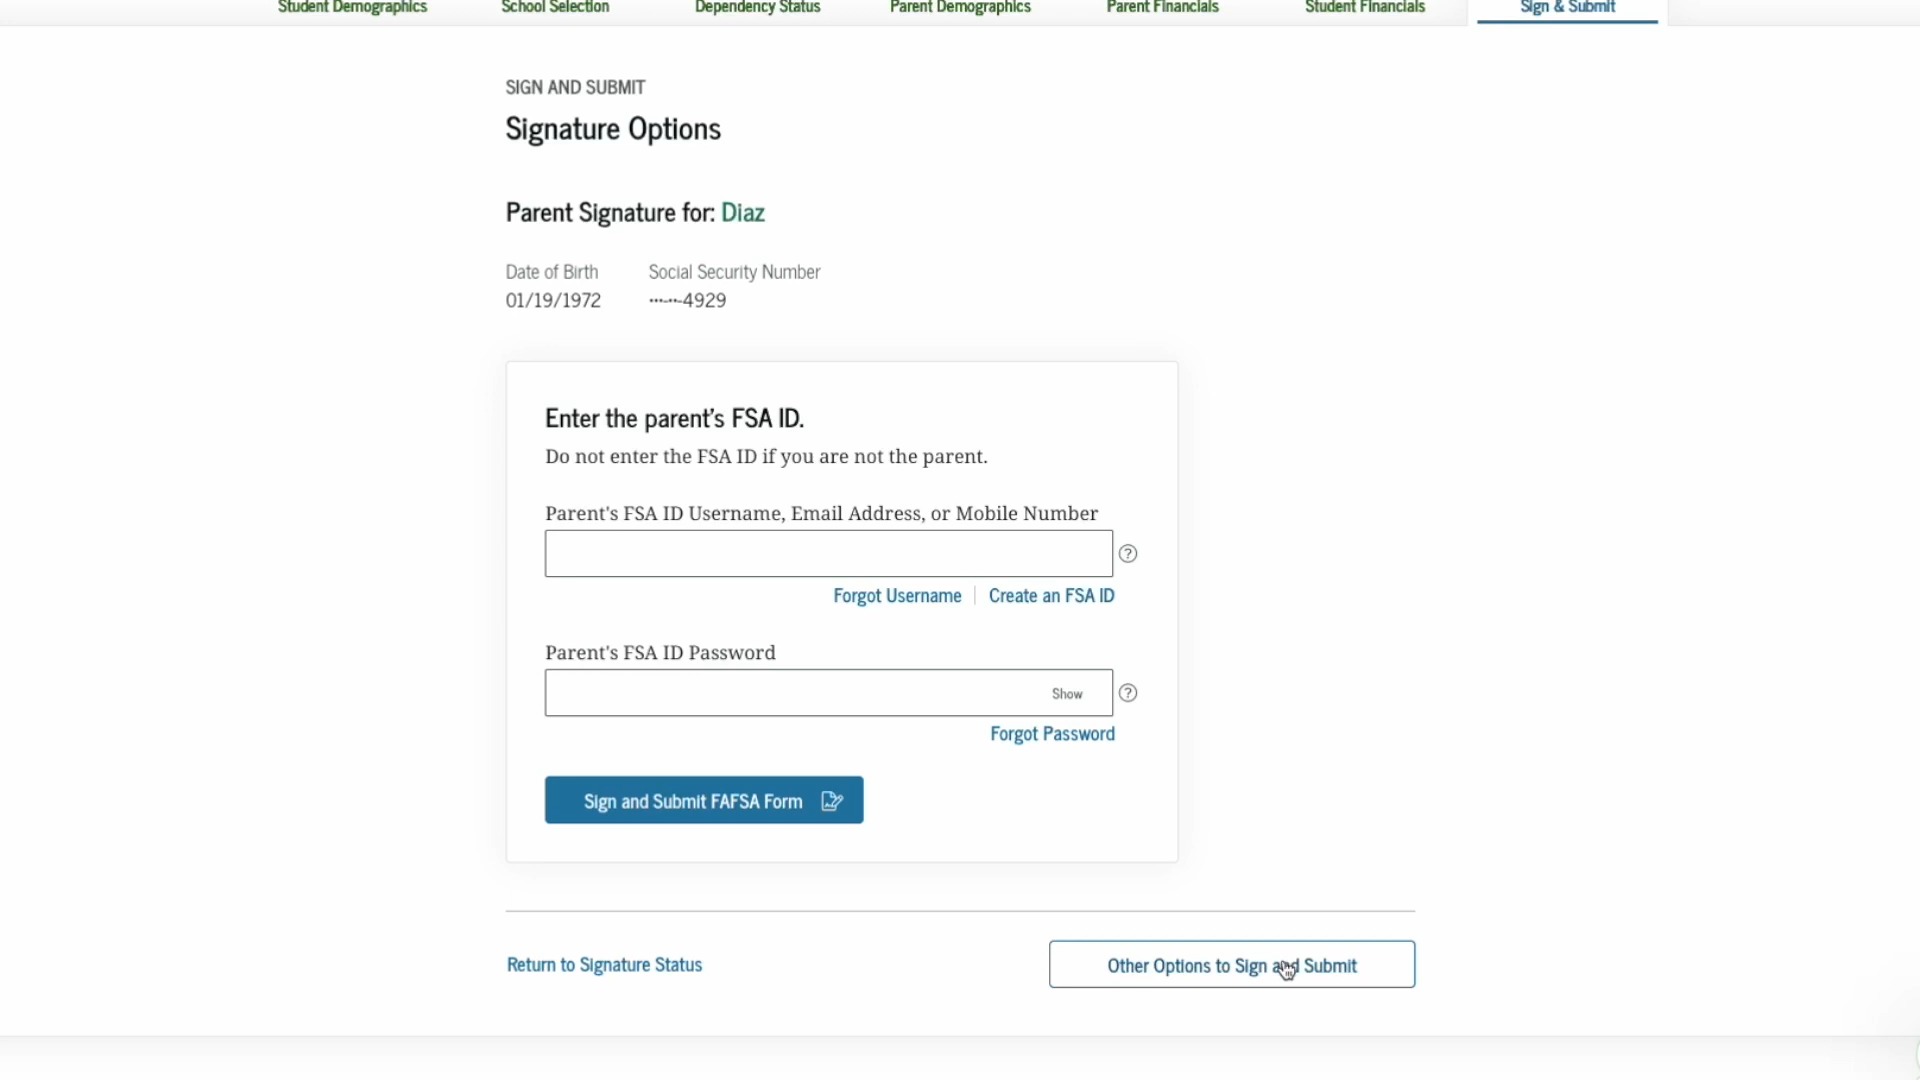 Student Demographics School Selection Dependency Status Parent Demographics Parent Financials Student Financials Sign & Submit
SIGN AND SUBMIT
Signature Options
Parent Signature for: Diaz
Date of Birth Social Security Number
01/19/1972 •••-••-4929
Enter the parent's FSA ID.
Do not enter the FSA ID if you are not the parent.
Parent's FSA ID Username, Email Address, or Mobile Number
Forgot Username Create an FSA ID
Parent's FSA ID Password
Show
Forgot Password
Sign and Submit FAFSA Form
Return to Signature Status Other Options to Sign and Submit